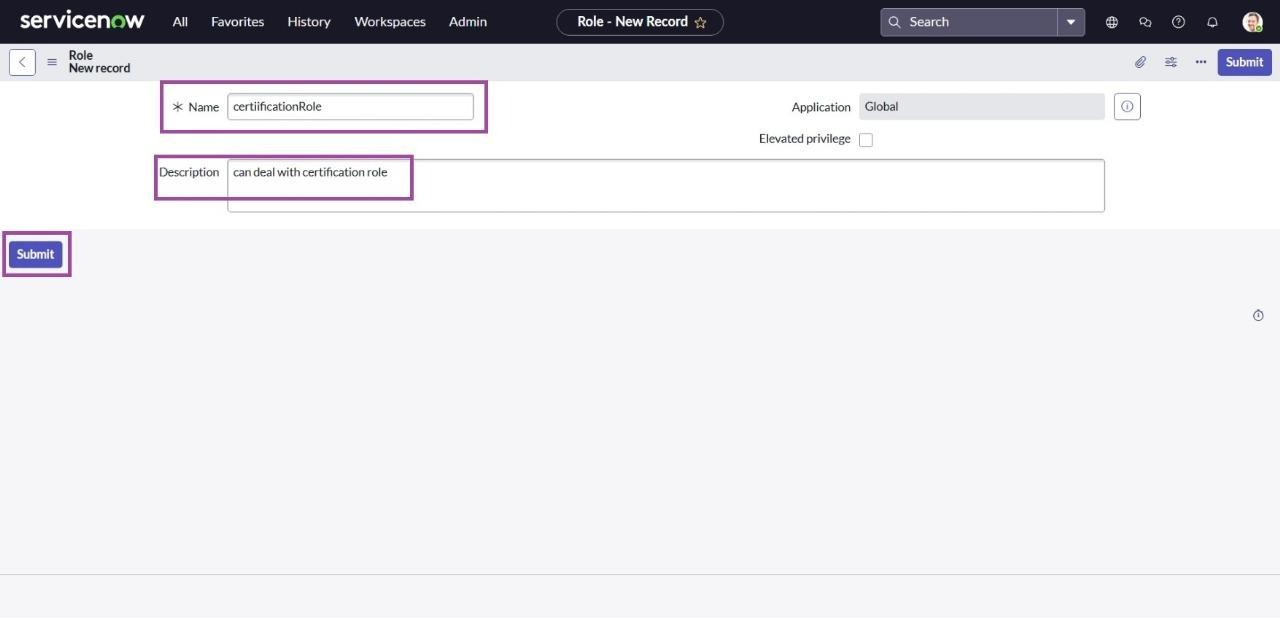 servicenow All Favorites History Workspaces Admin Role - New Record Search
Role
New record
Submit
Name certiificationRole
Application Global
Elevated privilege
Description can deal with certification role
Submit